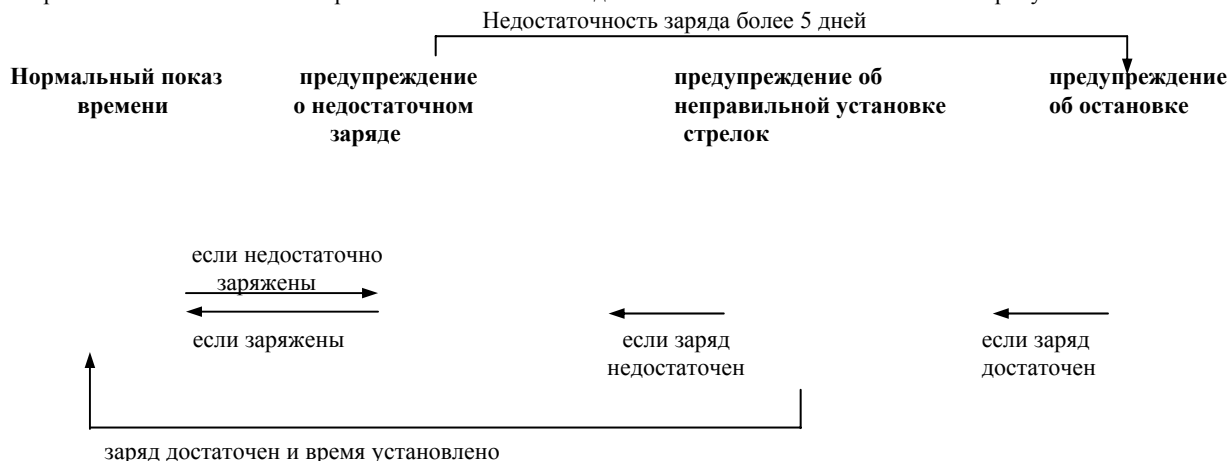 Недостаточность заряда более 5 дней
Нормальный показ
времени
предупреждение
о недостаточном
заряде
предупреждение об
неправильной установке
стрелок
предупреждение
об остановке
если недостаточно
заряжены
если заряжены
если заряд
недостаточен
если заряд
достаточен
заряд достаточен и время установлено